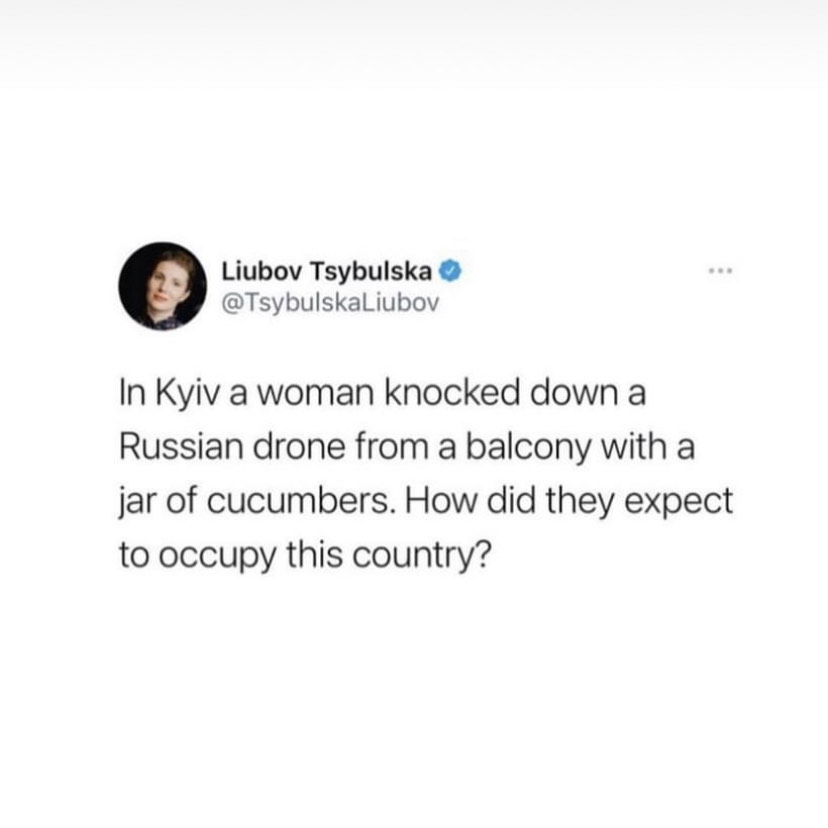 Liubov Tsybulska
@TsybulskaLiubov
In Kyiv a woman knocked down a
Russian drone from a balcony with a
jar of cucumbers. How did they expect
to occupy this country?